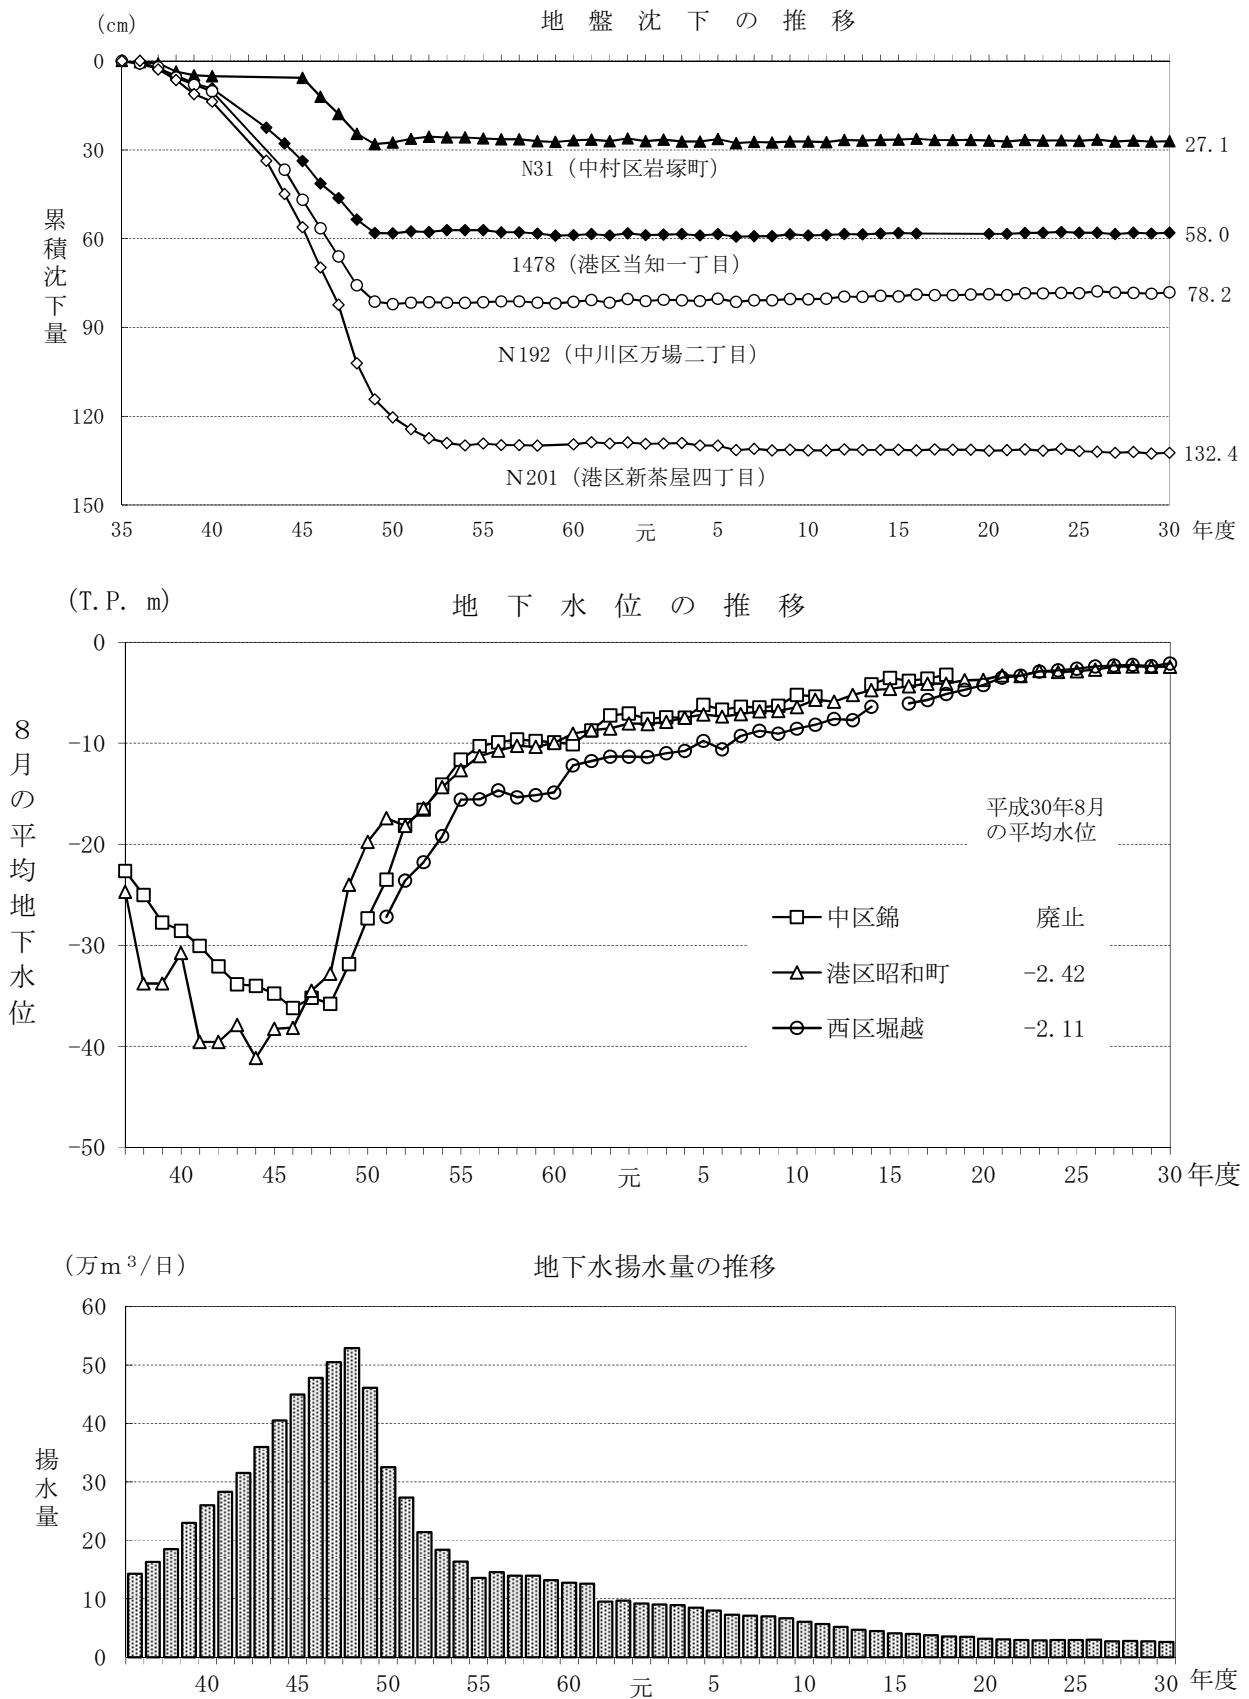 (cm)
地盤沈下の推移
0
30
60
90
120
150
累積沈下量
N31（中村区岩塚町）
27.1
1478（港区当知一丁目）
58.0
N192（中川区万場二丁目）
78.2
N201（港区新茶屋四丁目）
132.4
35 40 45 50 55 60 元 5 10 15 20 25 30 年度
(T.P. m)
地下水位の推移
0
-10
-20
-30
-40
-50
8月の平均地下水位
平成30年8月
の平均水位
中区錦 廃止
港区昭和町 -2.42
西区堀越 -2.11
40 45 50 55 60 元 5 10 15 20 25 30 年度
(万m³/日)
地下水揚水量の推移
60
50
40
30
20
10
0
揚水量
40 45 50 55 60 元 5 10 15 20 25 30 年度